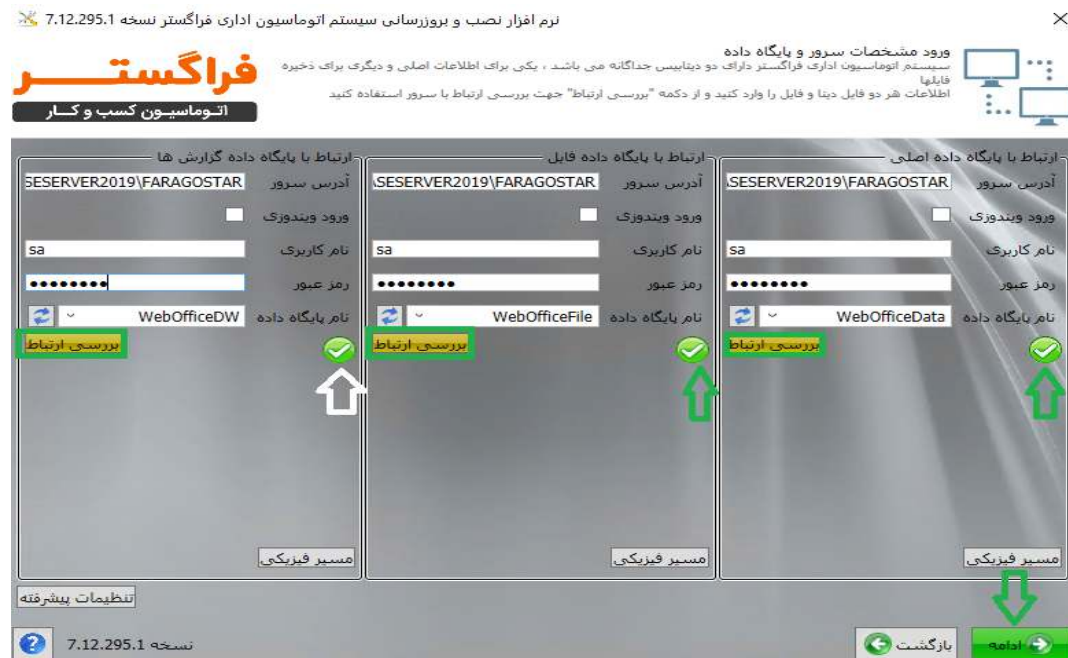 نرم افزار نصب و بروزرسانی سیستم اتوماسیون اداری فراگستر نسخه 7.12.295.1
ورود مشخصات سرور و پایگاه داده
سیستم اتوماسیون اداری فراگستر دارای دو دیتابیس جداگانه می باشد ، یکی برای اطلاعات اصلی و دیگری برای ذخیره
فایلها
اطلاعات هر دو فایل دیتا و فایل را وارد کنید و از دکمه "بررسی ارتباط" جهت بررسی ارتباط با سرور استفاده کنید
فراگستر
اتوماسیون کسب و کار
ارتباط با پایگاه داده اصلی
آدرس سرور
SESERVER2019\FARAGOSTAR
ورود ویندوزی
نام کاربری
sa
رمز عبور
••••••••
نام پایگاه داده
WebOfficeData
بررسی ارتباط
مسیر فیزیکی
ارتباط با پایگاه داده فایل
آدرس سرور
SESERVER2019\FARAGOSTAR
ورود ویندوزی
نام کاربری
sa
رمز عبور
••••••••
نام پایگاه داده
WebOfficeFile
بررسی ارتباط
مسیر فیزیکی
ارتباط با پایگاه داده گزارش ها
آدرس سرور
SESERVER2019\FARAGOSTAR
ورود ویندوزی
نام کاربری
sa
رمز عبور
••••••••
نام پایگاه داده
WebOfficeDW
بررسی ارتباط
مسیر فیزیکی
تنظیمات پیشرفته
ادامه
بازگشت
نسخه 7.12.295.1
?